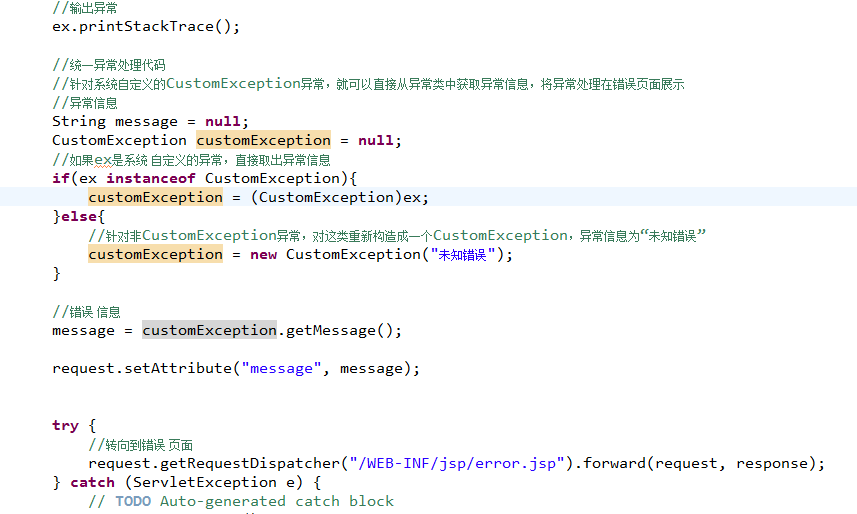 //输出异常
ex.printStackTrace();
//统一异常处理代码
//针对系统自定义的CustomException异常，就可以直接从异常类中获取异常信息，将异常处理在错误页面展示
//异常信息
String message = null;
CustomException customException = null;
//如果ex是系统 自定义的异常，直接取出异常信息
if(ex instanceof CustomException){
customException = (CustomException)ex;
}else{
//针对非CustomException异常，对这类重新构造成一个CustomException，异常信息为“未知错误”
customException = new CustomException("未知错误");
}
//错误 信息
message = customException.getMessage();
request.setAttribute("message", message);
try {
//转向到错误 页面
request.getRequestDispatcher("/WEB-INF/jsp/error.jsp").forward(request, response);
} catch (ServletException e) {
// TODO Auto-generated catch block